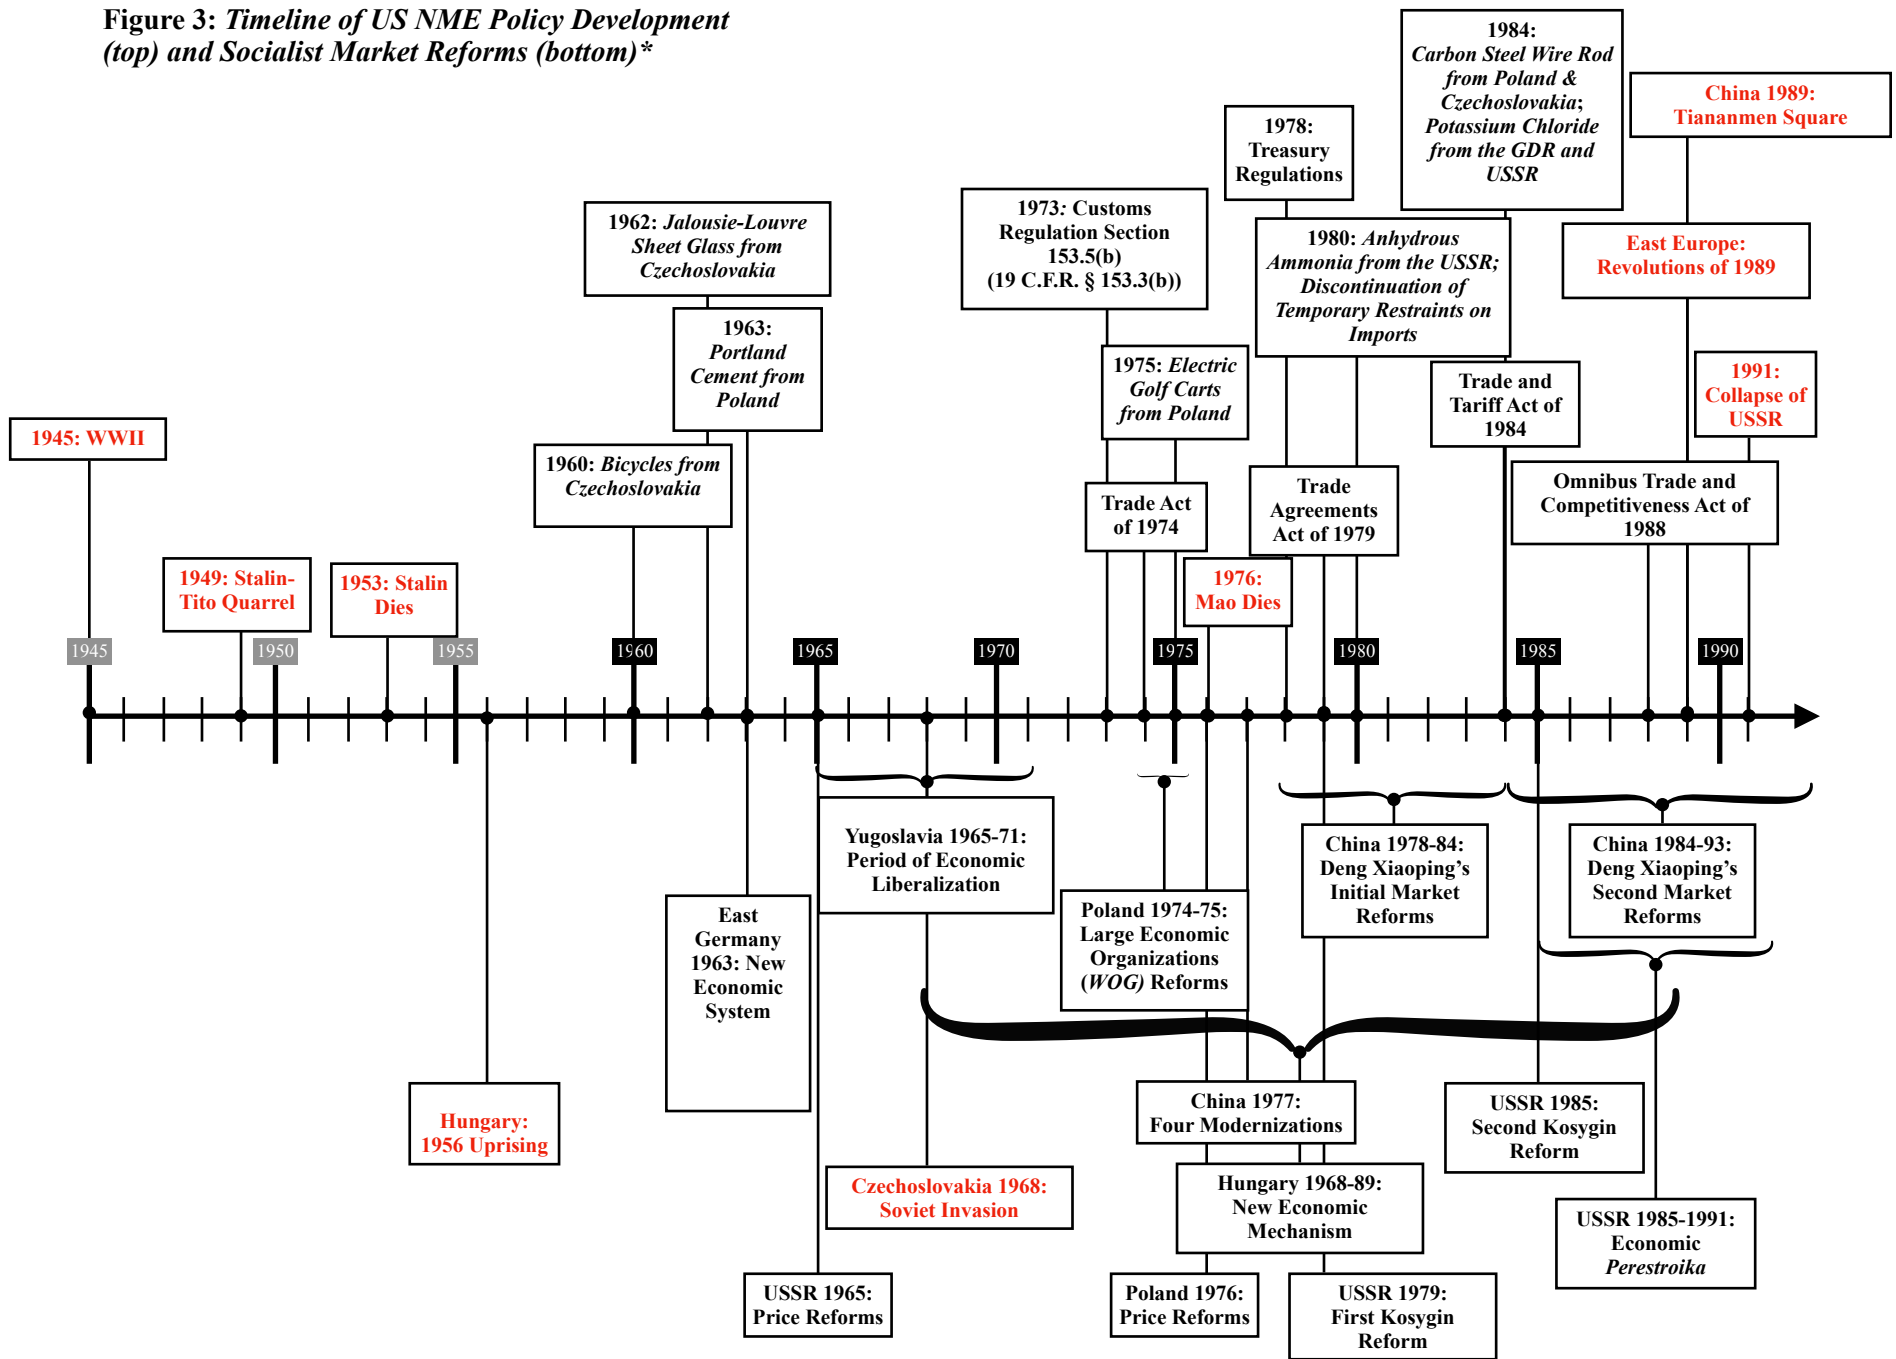 Figure 3: Timeline of US NME Policy Development
(top) and Socialist Market Reforms (bottom)*
1984:
Carbon Steel Wire Rod
from Poland &
Czechoslovakia;
Potassium Chloride
from the GDR and
USSR
China 1989:
Tiananmen Square
1978:
Treasury
Regulations
1962: Jalousie-Louvre
Sheet Glass from
Czechoslovakia
1973: Customs
Regulation Section
153.5(b)
(19 C.F.R. § 153.3(b))
1980: Anhydrous
Ammonia from the USSR;
Discontinuation of
Temporary Restraints on
Imports
East Europe:
Revolutions of 1989
1963:
Portland
Cement from
Poland
1975: Electric
Golf Carts
from Poland
Trade and
Tariff Act of
1984
1991:
Collapse of
USSR
1945: WWII
1960: Bicycles from
Czechoslovakia
Trade Act
of 1974
Trade
Agreements
Act of 1979
Omnibus Trade and
Competitiveness Act of
1988
1949: Stalin-
Tito Quarrel
1953: Stalin
Dies
1976:
Mao Dies
1945
1950
1955
1960
1965
1970
1975
1980
1985
1990
Yugoslavia 1965-71:
Period of Economic
Liberalization
China 1978-84:
Deng Xiaoping’s
Initial Market
Reforms
China 1984-93:
Deng Xiaoping’s
Second Market
Reforms
East
Germany
1963: New
Economic
System
Poland 1974-75:
Large Economic
Organizations
(WOG) Reforms
Hungary:
1956 Uprising
China 1977:
Four Modernizations
USSR 1985:
Second Kosygin
Reform
Czechoslovakia 1968:
Soviet Invasion
Hungary 1968-89:
New Economic
Mechanism
USSR 1985-1991:
Economic
Perestroika
USSR 1965:
Price Reforms
Poland 1976:
Price Reforms
USSR 1979:
First Kosygin
Reform